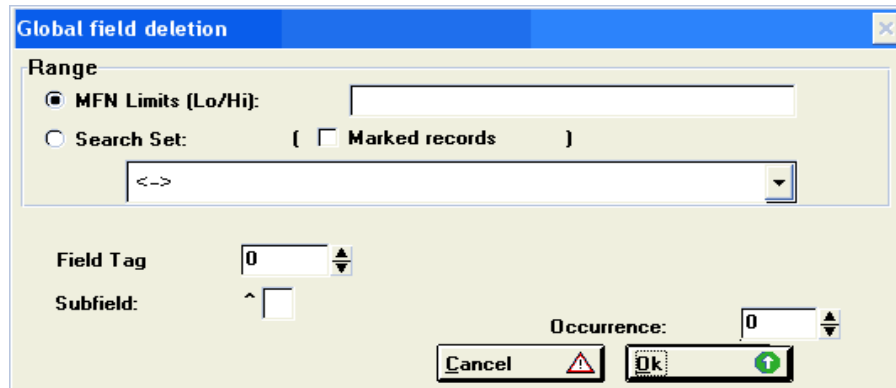 Global field deletion
Range
MFN Limits (Lo/Hi):
Search Set: ( Marked records )
<->
Field Tag 0
Subfield: ^
Occurrence: 0
Cancel Ok